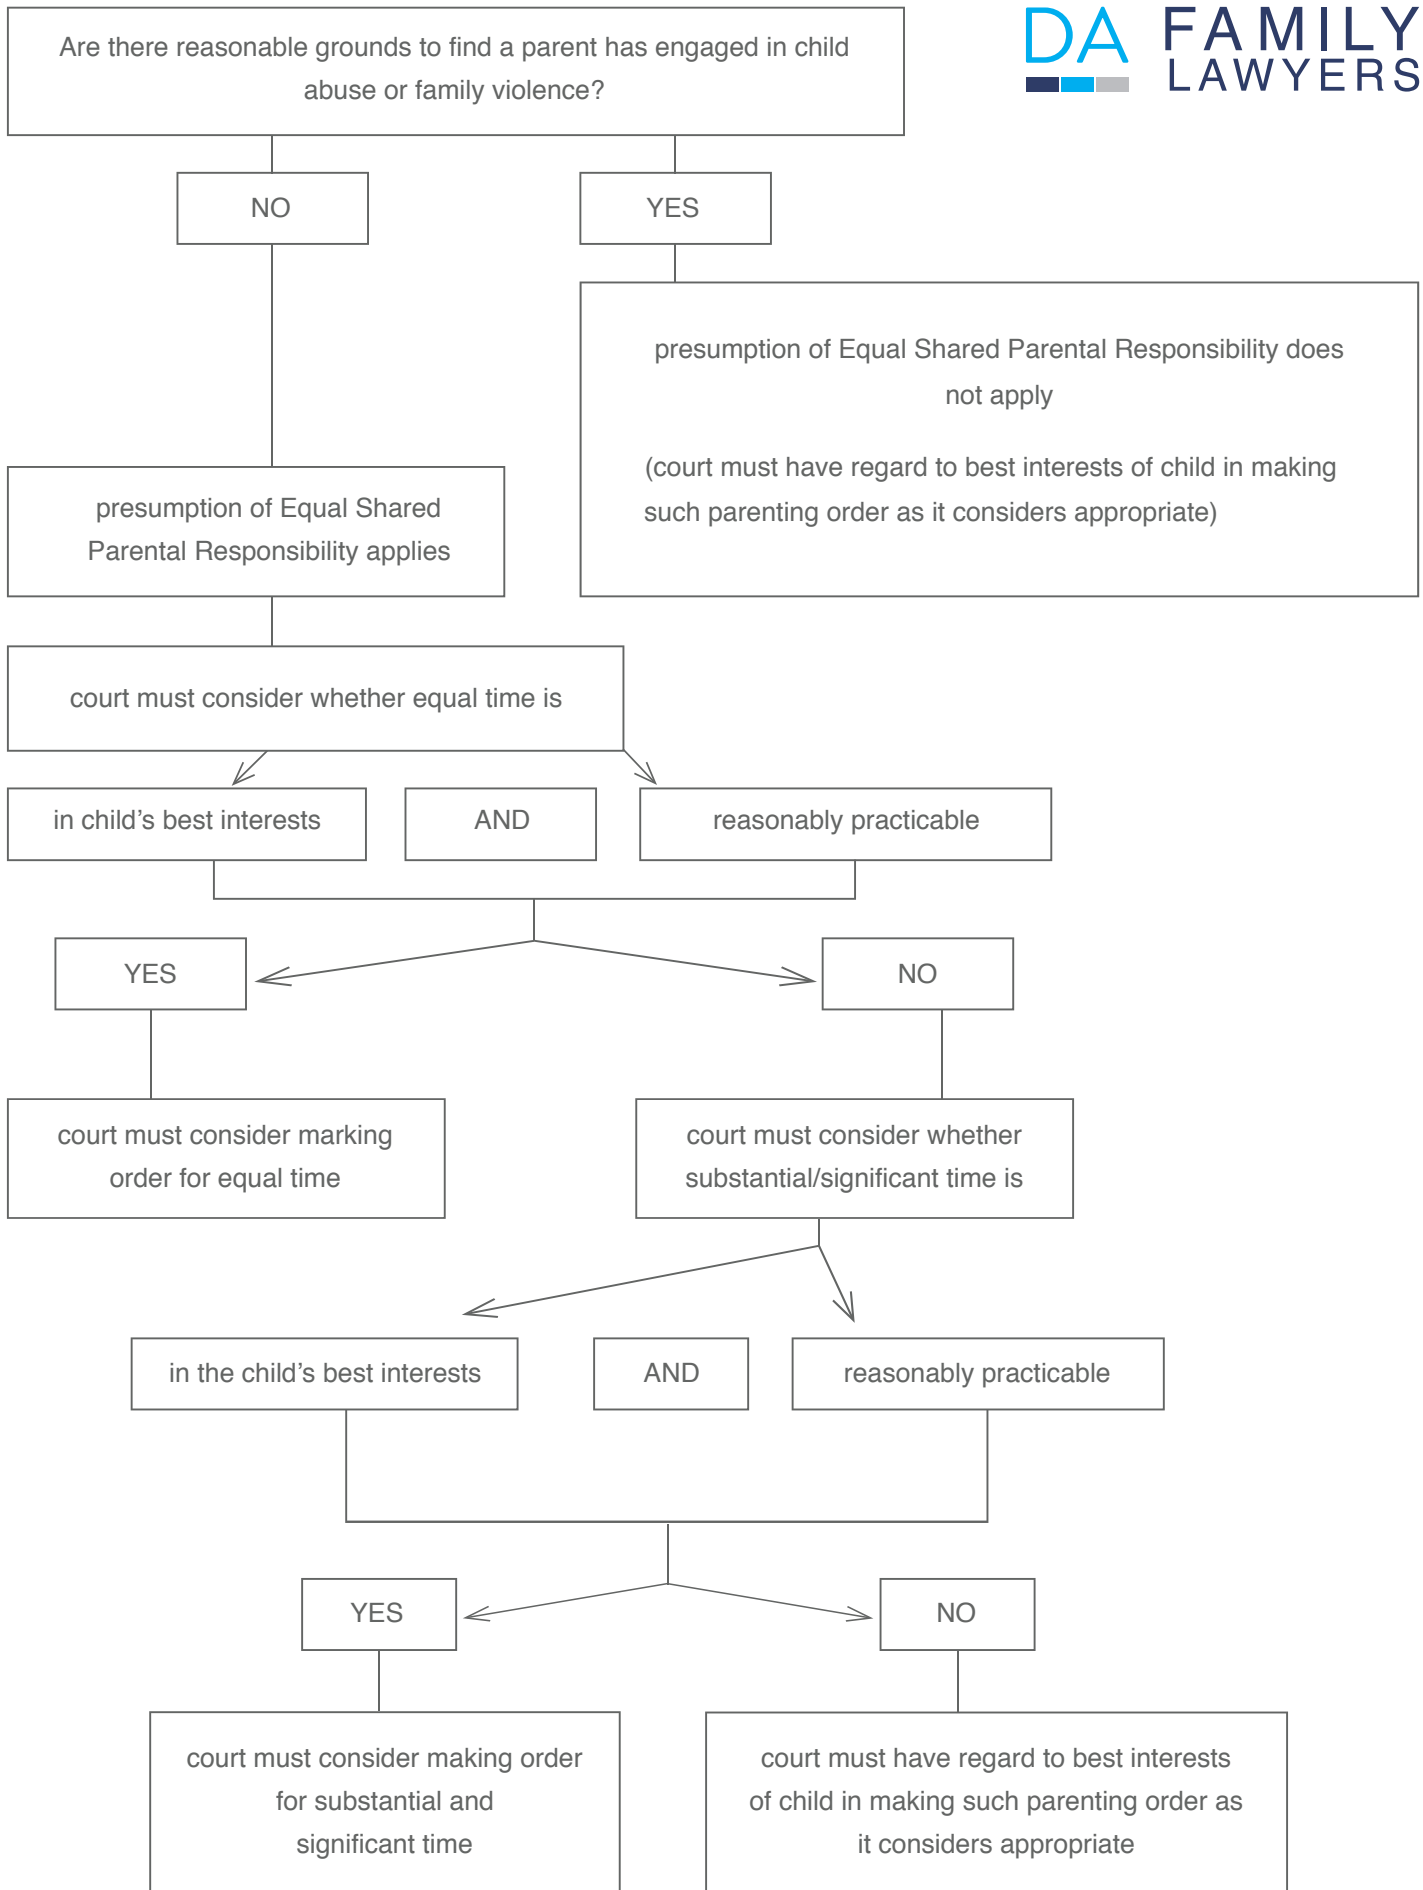 DA FAMILY
LAWYERS
Are there reasonable grounds to find a parent has engaged in child
abuse or family violence?
NO
YES
presumption of Equal Shared Parental Responsibility does
not apply
(court must have regard to best interests of child in making
such parenting order as it considers appropriate)
presumption of Equal Shared
Parental Responsibility applies
court must consider whether equal time is
in child’s best interests
AND
reasonably practicable
YES
NO
court must consider marking
order for equal time
court must consider whether
substantial/significant time is
in the child’s best interests
AND
reasonably practicable
YES
NO
court must consider making order
for substantial and
significant time
court must have regard to best interests
of child in making such parenting order as
it considers appropriate